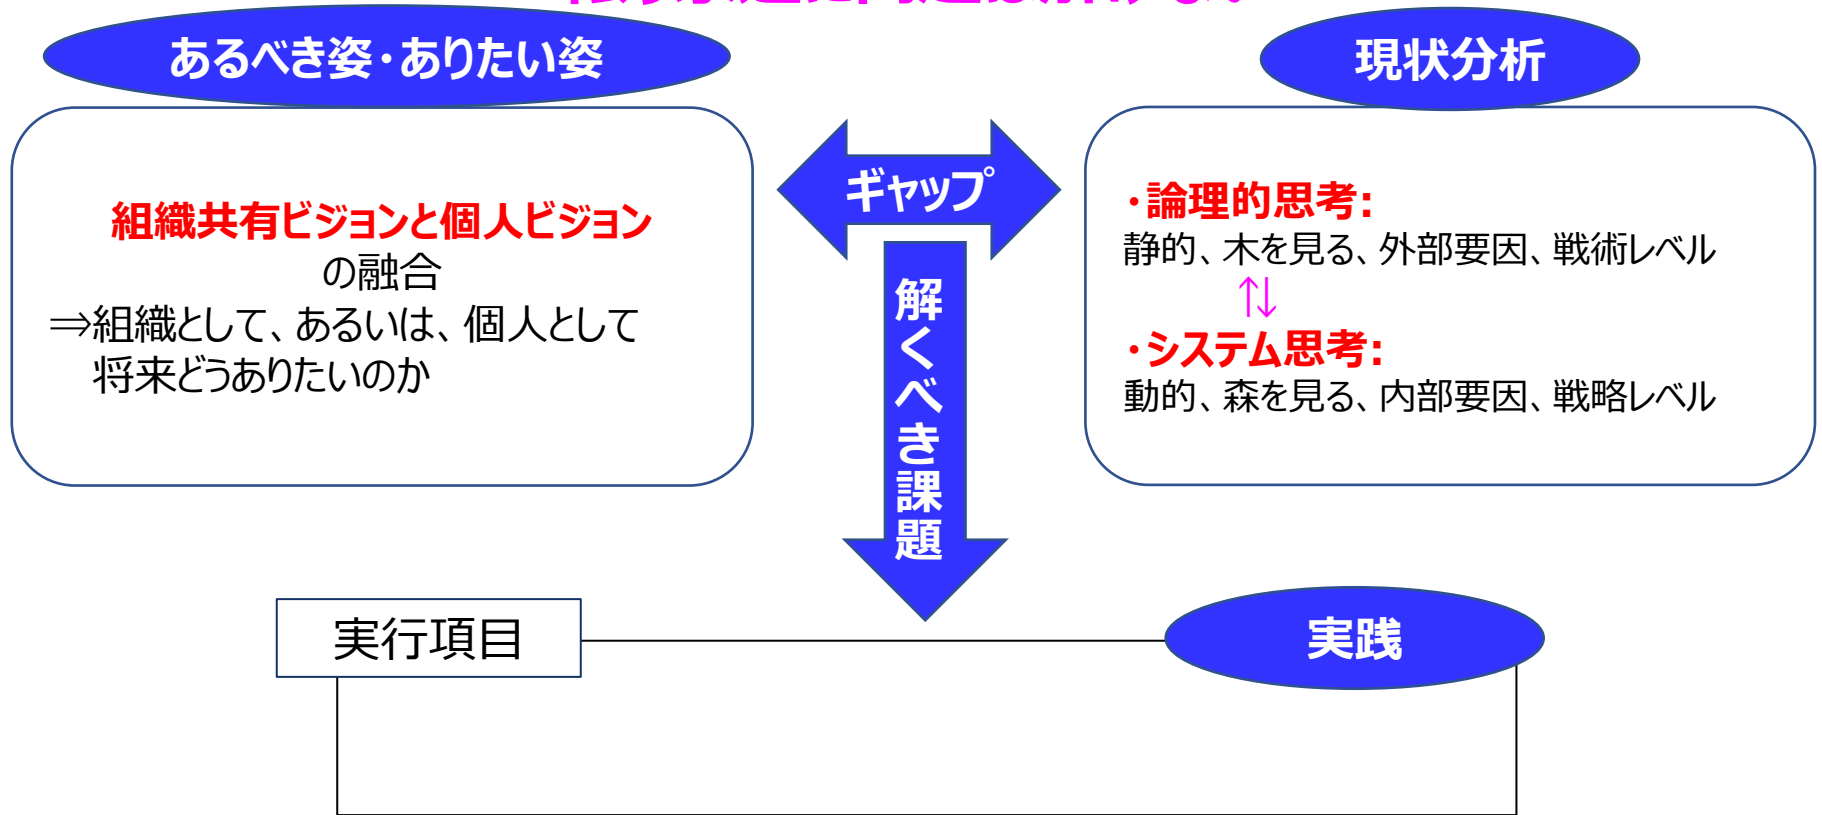 あるべき姿・ありたい姿
現状分析
組織共有ビジョンと個人ビジョン
の融合
⇒組織として、あるいは、個人として
将来どうありたいのか
ギャップ
・論理的思考:
静的、木を見る、外部要因、戦術レベル
↑↓
・システム思考:
動的、森を見る、内部要因、戦略レベル
解くべき課題
実行項目
実践